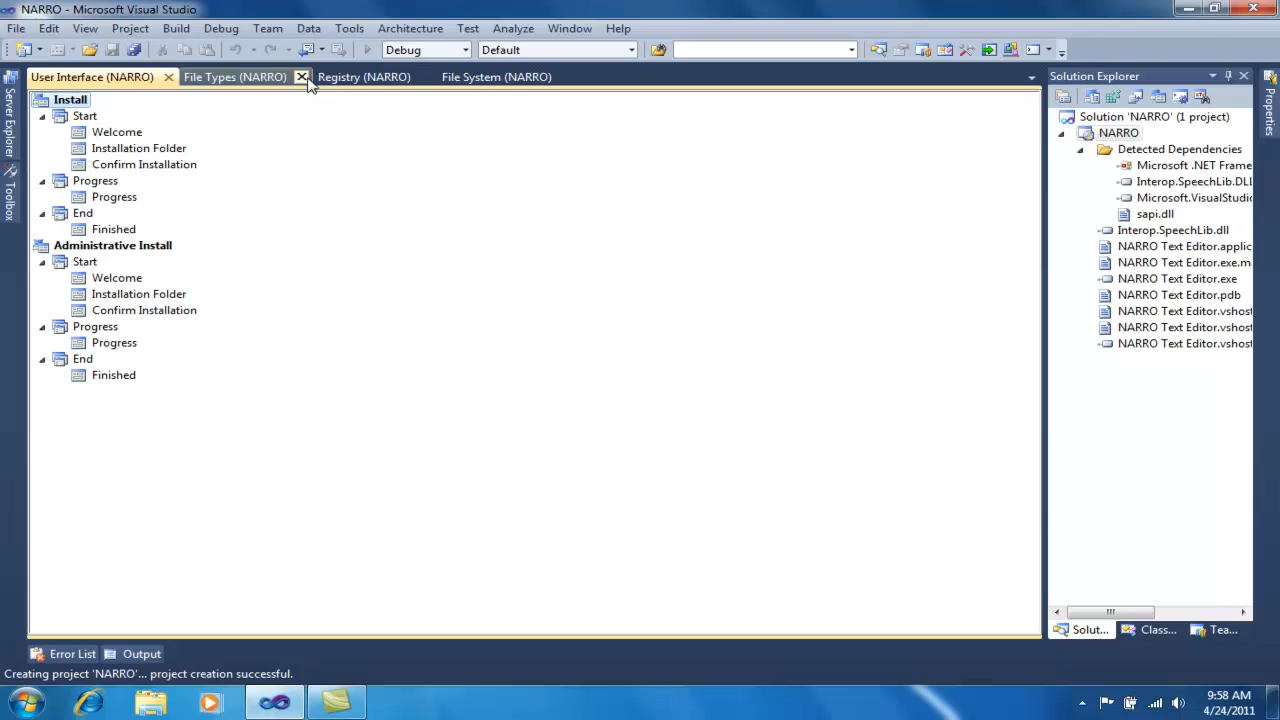 NARRO - Microsoft Visual Studio
File Edit View Project Build Debug Team Data Tools Architecture Test Analyze Window Help
Debug Default
User Interface (NARRO) File Types (NARRO) Registry (NARRO) File System (NARRO)
Install
Start
Welcome
Installation Folder
Confirm Installation
Progress
Progress
End
Finished
Administrative Install
Start
Welcome
Installation Folder
Confirm Installation
Progress
Progress
End
Finished
Server Explorer
Toolbox
Solution Explorer
Solution 'NARRO' (1 project)
NARRO
Detected Dependencies
Microsoft .NET Frame
Interop.SpeechLib.DLL
Microsoft.VisualStudio
sapi.dll
Interop.SpeechLib.dll
NARRO Text Editor.applic
NARRO Text Editor.exe.m
NARRO Text Editor.exe
NARRO Text Editor.pdb
NARRO Text Editor.vshost
NARRO Text Editor.vshost
NARRO Text Editor.vshost
Solut... Class... Tea...
Properties
Error List Output
Creating project 'NARRO'... project creation successful.
9:58 AM
4/24/2011